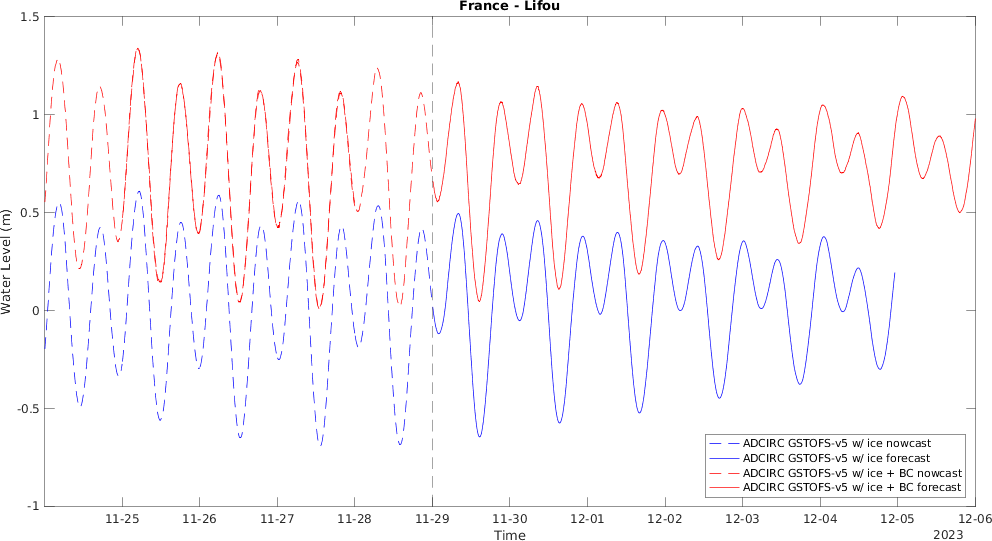 France - Lifou
1.5
1
0.5
0
-0.5
-1
Water Level (m)
ADCIRC GSTOFS-v5 w/ ice nowcast
ADCIRC GSTOFS-v5 w/ ice forecast
ADCIRC GSTOFS-v5 w/ ice + BC nowcast
ADCIRC GSTOFS-v5 w/ ice + BC forecast
11-25 11-26 11-27 11-28 11-29 11-30 12-01 12-02 12-03 12-04 12-05 12-06
Time
2023